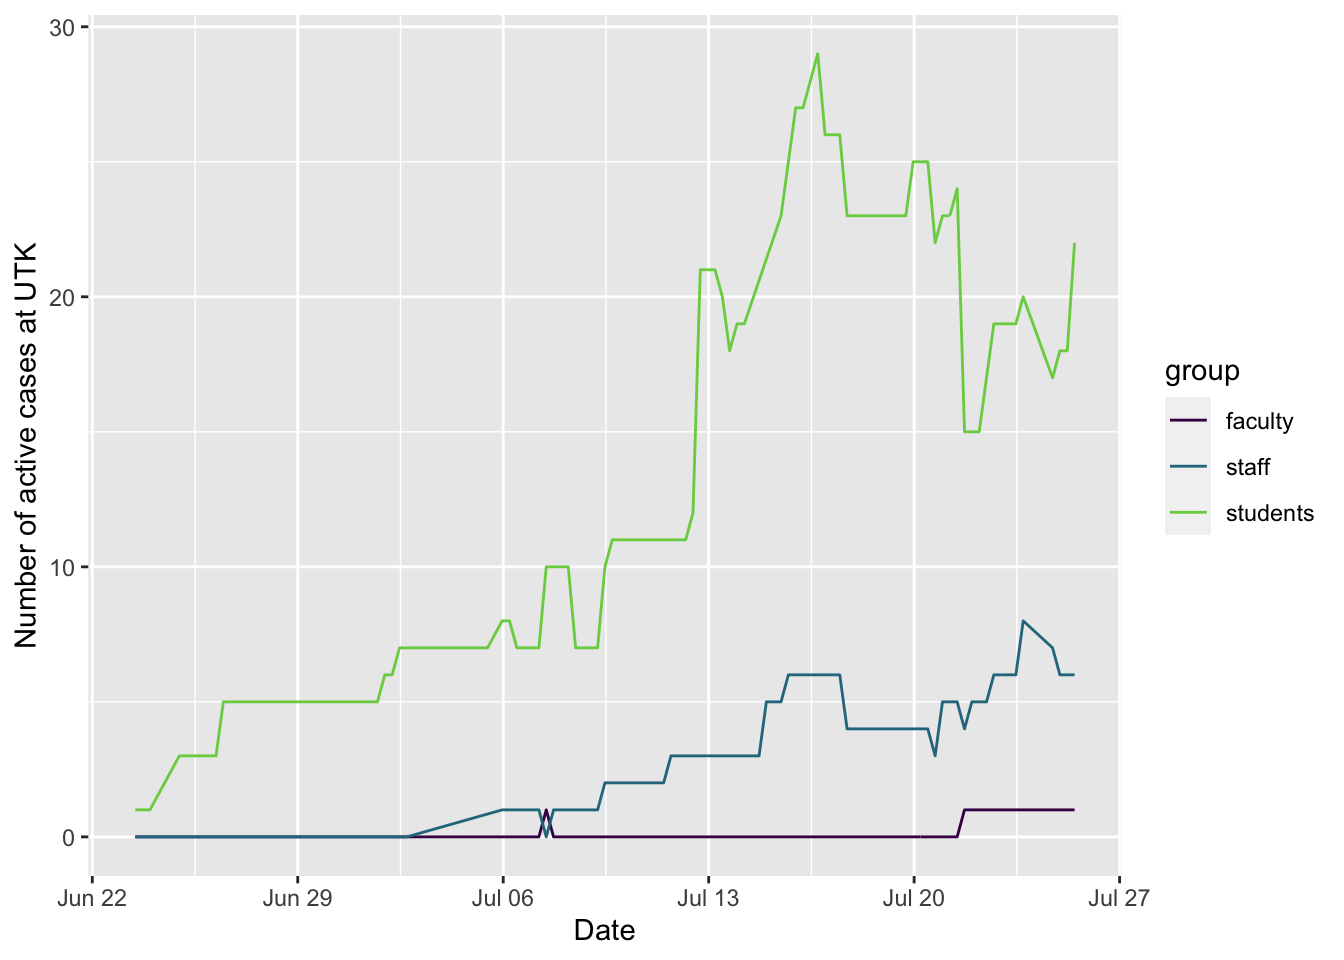 Number of active cases at UTK
30
20
10
0
Jun 22
Jun 29
Jul 06
Jul 13
Jul 20
Jul 27
Date
group
faculty
staff
students